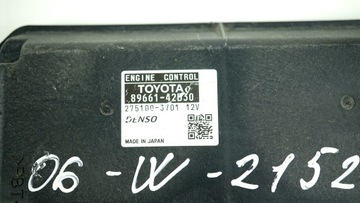 ENGINE CONTROL
TOYOTA
89661-42D30
275100-3701 12V
DENSO
MADE IN JAPAN
06-W-2152